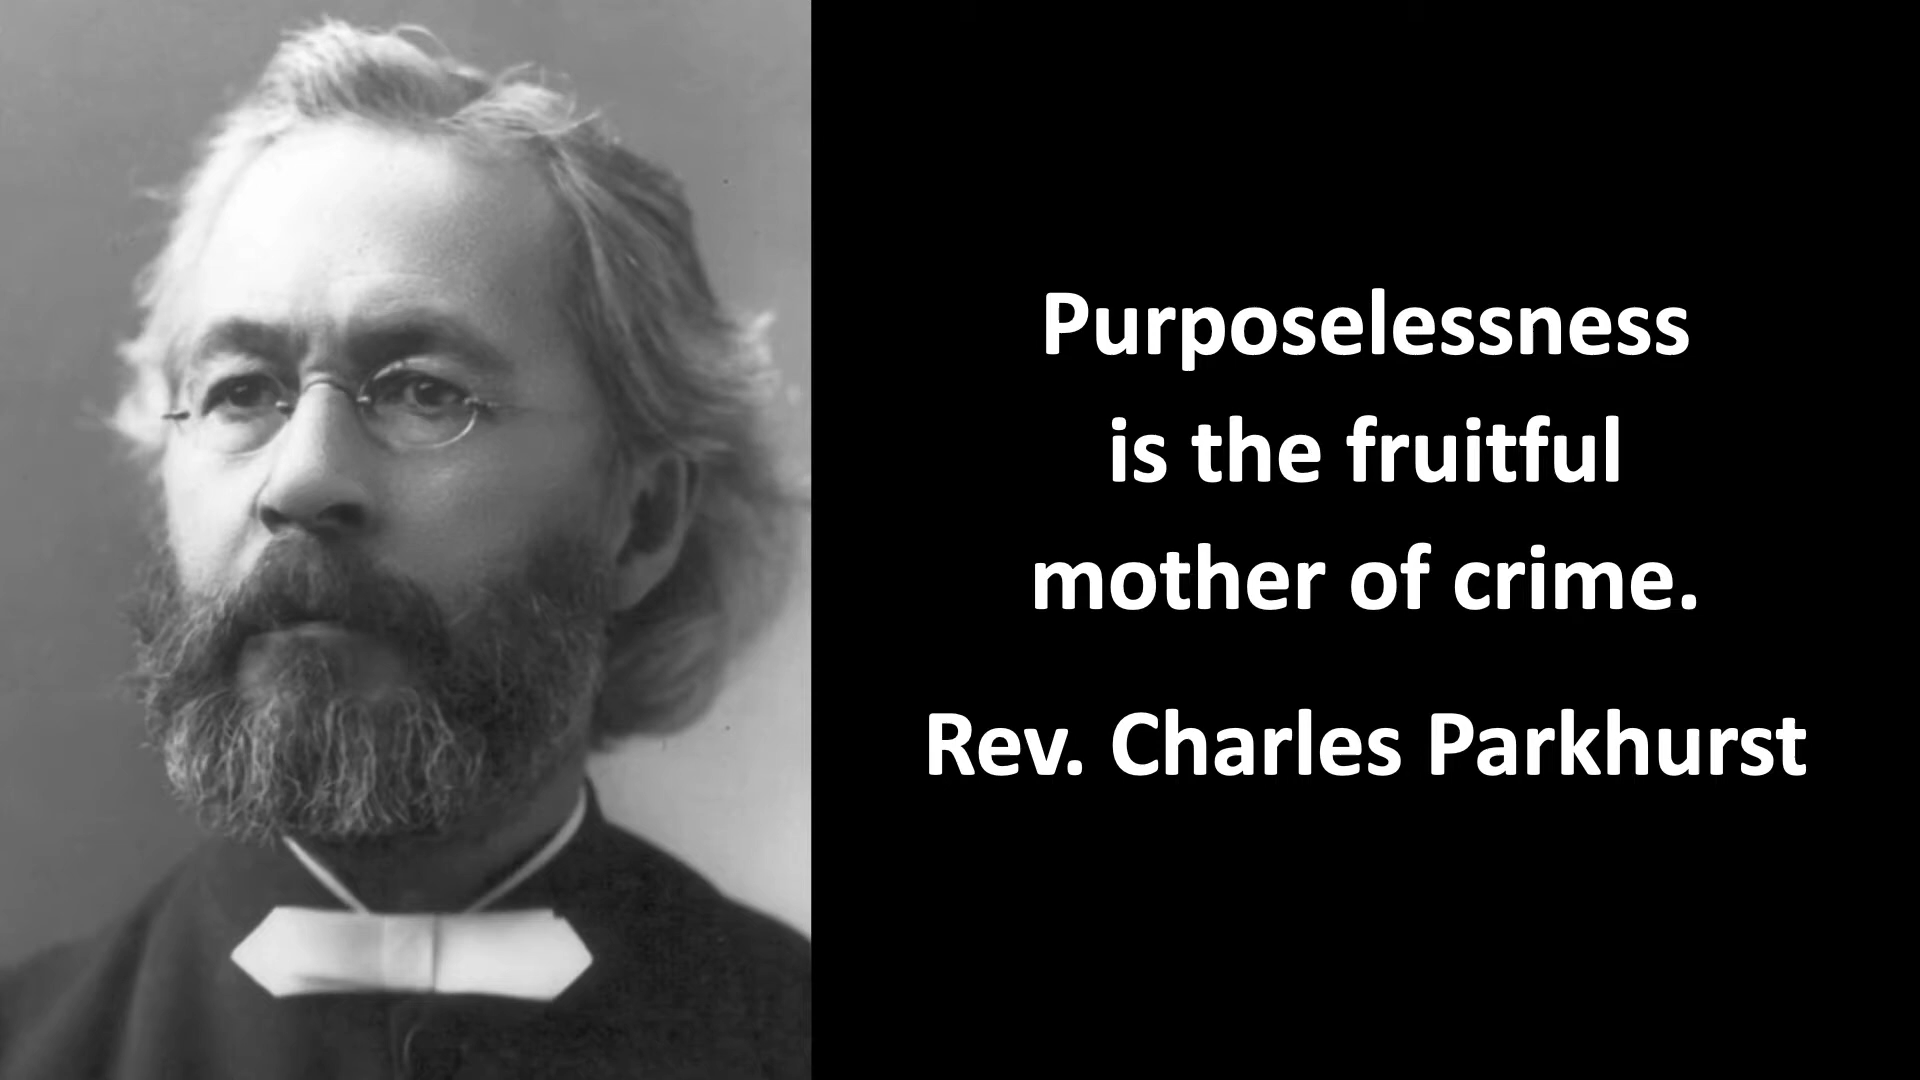 Purposelessness
is the fruitful
mother of crime.
Rev. Charles Parkhurst